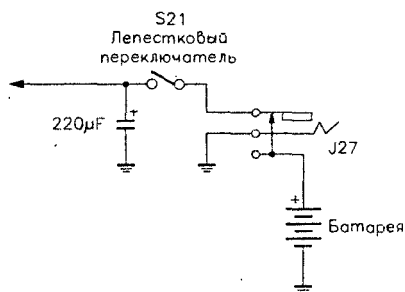 S21
Лепестковый
переключатель
+
220μF
J27
+
Батарея